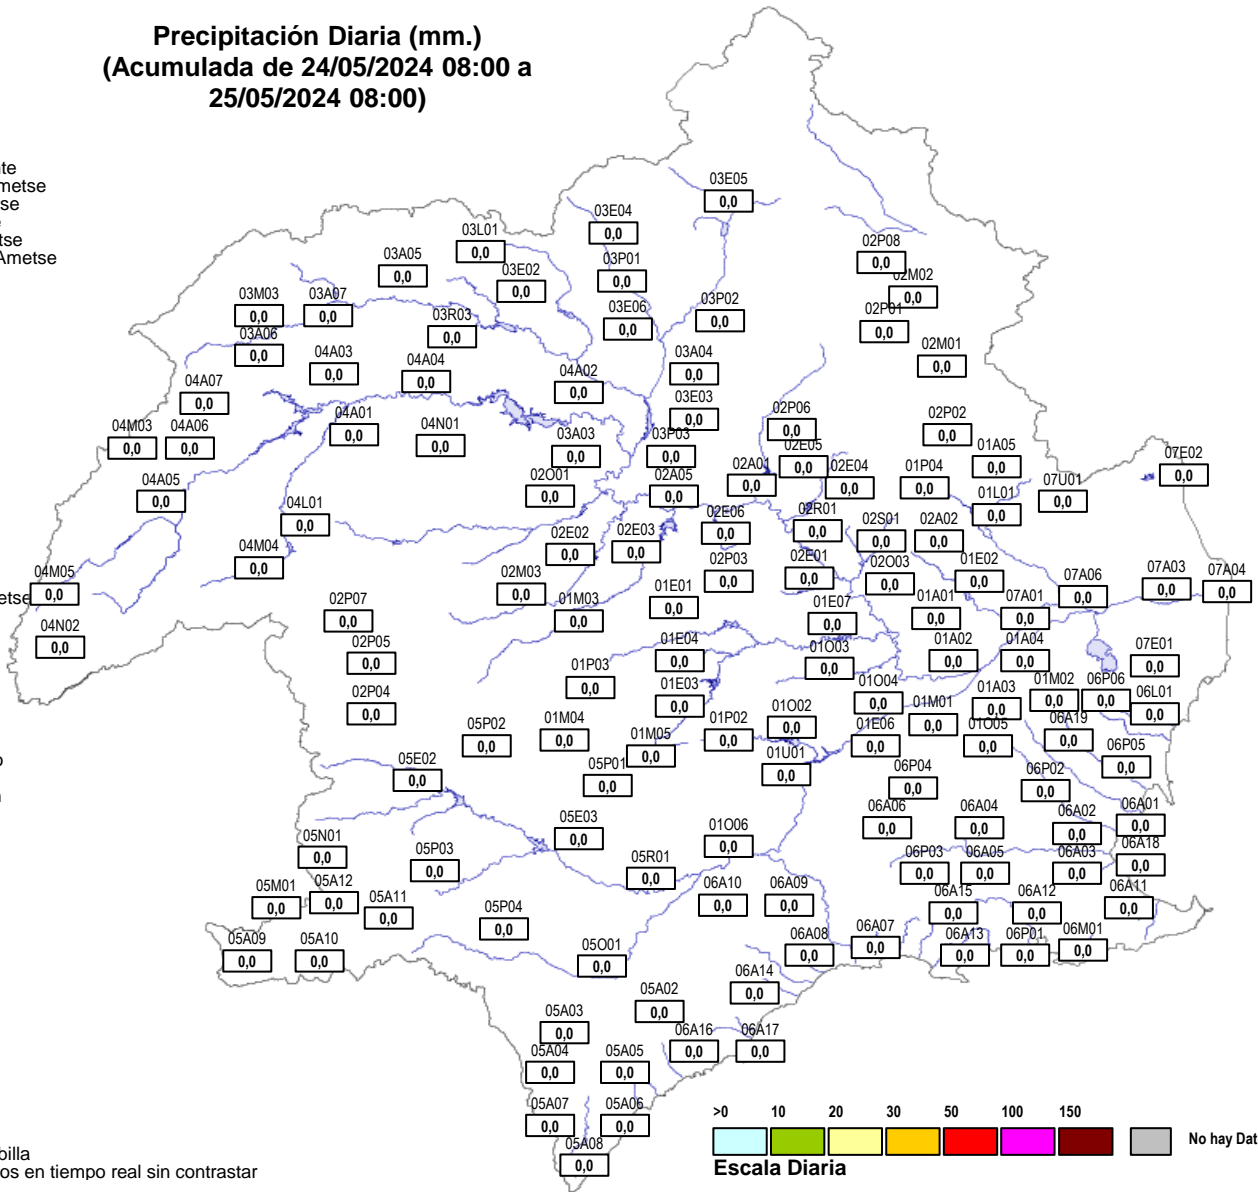 Precipitación Diaria (mm.)
(Acumulada de 24/05/2024 08:00 a
25/05/2024 08:00)
nte
metse
tse
e
tse
Ametse
03E05
0,0
03E04
0,0
03L01
0,0
03A05
0,0
03P01
0,0
02P08
0,0
03E02
0,0
02M02
0,0
03M03
0,0
03A07
0,0
03P02
0,0
03E06
0,0
02P01
0,0
03R03
0,0
03A06
0,0
02M01
0,0
04A03
0,0
03A04
0,0
04A04
0,0
04A02
0,0
04A07
0,0
03E03
0,0
02P06
0,0
04A01
0,0
02P02
0,0
04M03
0,0
04A06
0,0
04N01
0,0
03A03
0,0
03P03
0,0
02E05
0,0
01A05
0,0
07E02
0,0
02A01
0,0
02E04
0,0
01P04
0,0
02O01
0,0
02A05
0,0
04A05
0,0
07U01
0,0
01L01
0,0
04L01
0,0
02R01
0,0
02E06
0,0
02S01
0,0
02A02
0,0
02E03
0,0
02E02
0,0
04M04
0,0
02P03
0,0
02E01
0,0
02O03
0,0
01E02
0,0
04M05
0,0
etse
02M03
0,0
07A03
0,0
07A04
0,0
07A06
0,0
01E01
0,0
02P07
0,0
01M03
0,0
01E07
0,0
01A01
0,0
07A01
0,0
04N02
0,0
02P05
0,0
01E04
0,0
01O03
0,0
01A02
0,0
01A04
0,0
07E01
0,0
01P03
0,0
01E03
0,0
01O04
0,0
01A03
0,0
01M02
0,0
06P06
0,0
06L01
0,0
02P04
0,0
01O02
0,0
01M01
0,0
05P02
0,0
01M04
0,0
01P02
0,0
01E06
0,0
01O05
0,0
06A19
0,0
01M05
0,0
o
05E02
0,0
05P01
0,0
01U01
0,0
06P04
0,0
06P02
0,0
06P05
0,0
05E03
0,0
01O06
0,0
06A06
0,0
06A04
0,0
06A02
0,0
06A01
0,0
05N01
0,0
05P03
0,0
05R01
0,0
06P03
0,0
06A05
0,0
06A03
0,0
06A18
0,0
05M01
0,0
05A12
0,0
05A11
0,0
06A10
0,0
06A09
0,0
06A15
0,0
06A12
0,0
06A11
0,0
05P04
0,0
05A09
0,0
05A10
0,0
05O01
0,0
06A08
0,0
06A07
0,0
06A13
0,0
06P01
0,0
06M01
0,0
06A14
0,0
05A02
0,0
05A03
0,0
06A16
0,0
06A17
0,0
05A04
0,0
05A05
0,0
05A07
0,0
05A06
0,0
05A08
0,0
>0 10 20 30 50 100 150
No hay Dat
Escala Diaria
billa
os en tiempo real sin contrastar